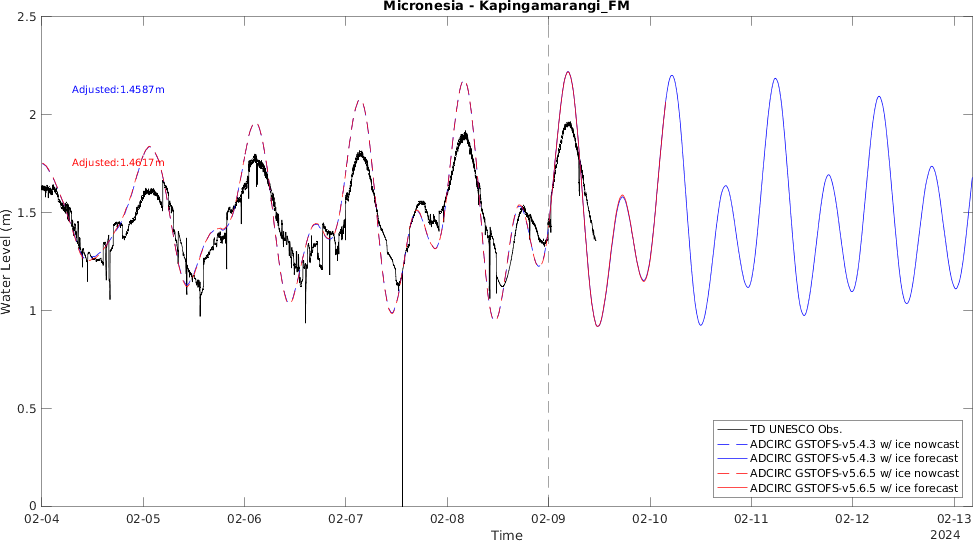 Micronesia - Kapingamarangi_FM
2.5
2
1.5
1
0.5
0
Water Level (m)
Adjusted:1.4587m
Adjusted:1.4617m
TD UNESCO Obs.
ADCIRC GSTOFS-v5.4.3 w/ ice nowcast
ADCIRC GSTOFS-v5.4.3 w/ ice forecast
ADCIRC GSTOFS-v5.6.5 w/ ice nowcast
ADCIRC GSTOFS-v5.6.5 w/ ice forecast
02-04 02-05 02-06 02-07 02-08 02-09 02-10 02-11 02-12 02-13
Time
2024